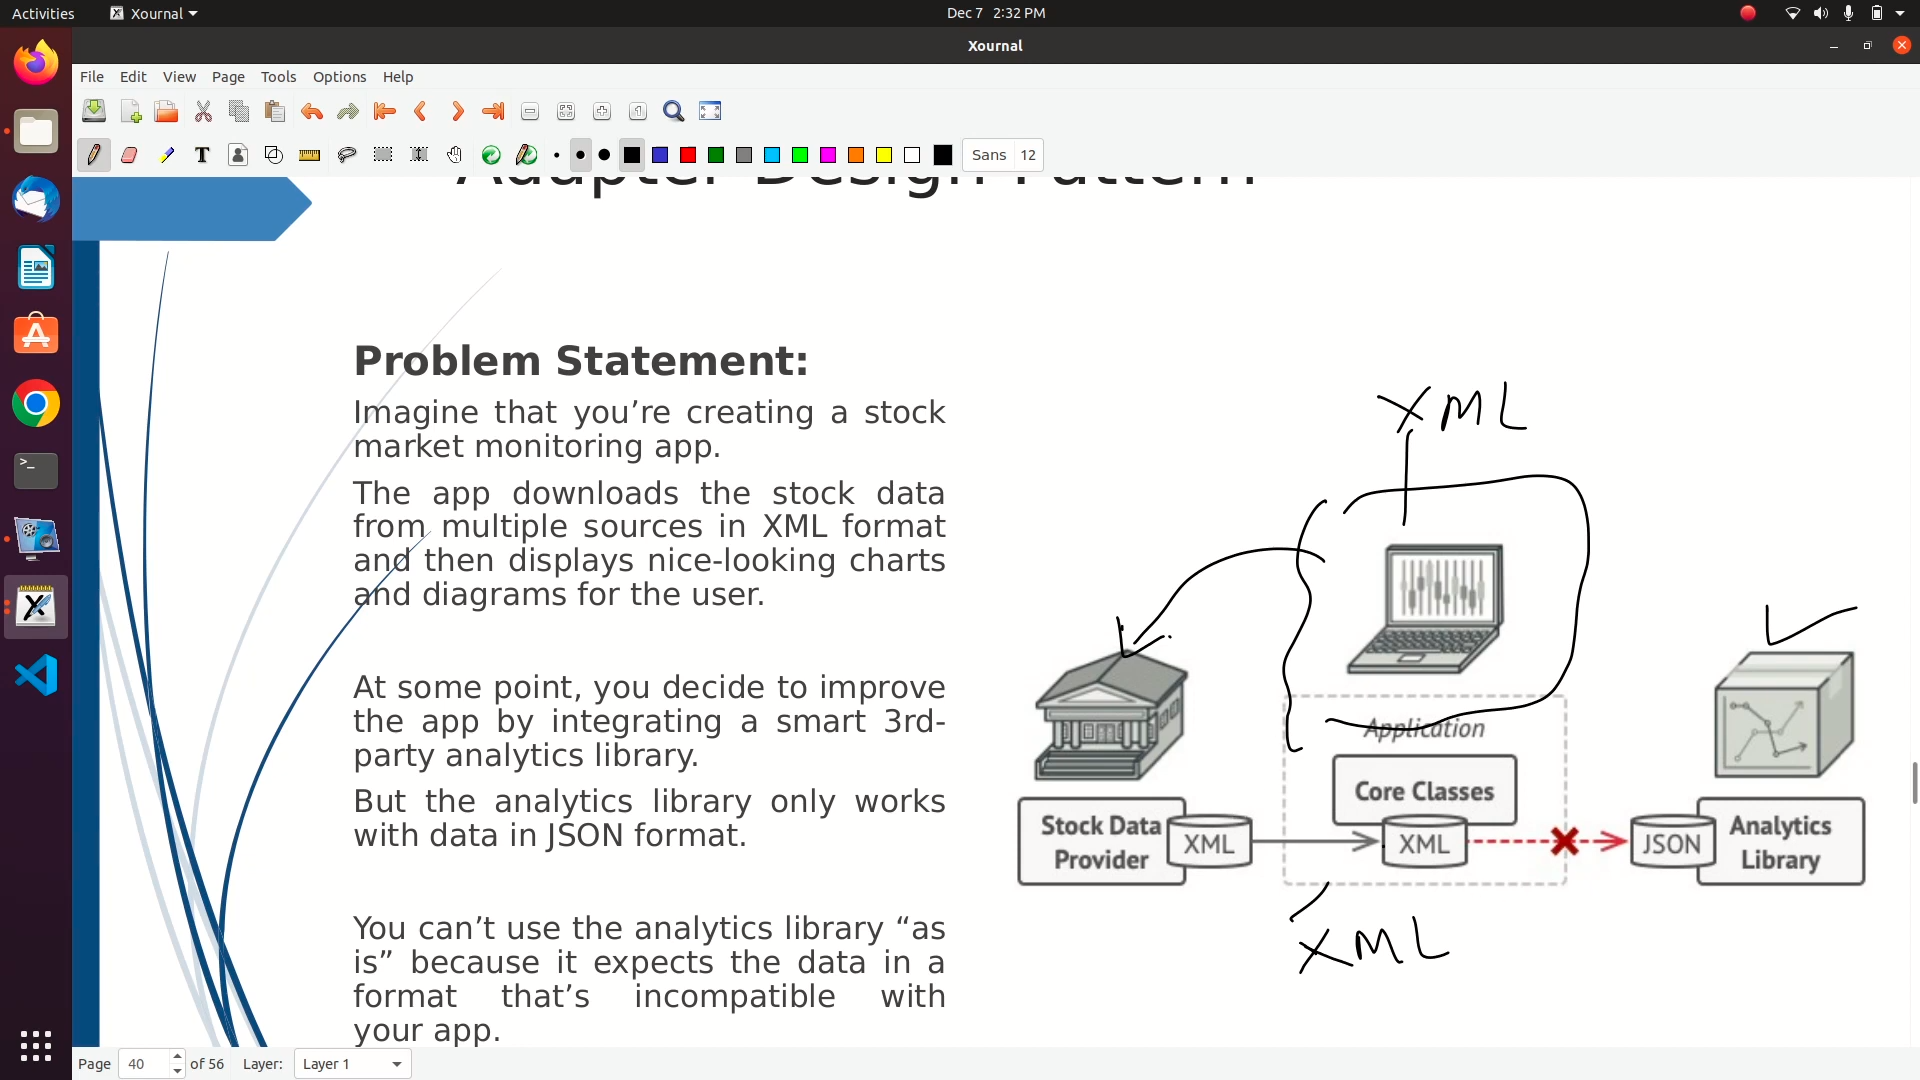 Activities
Xournal
Dec 7 2:32 PM
Xournal
File Edit View Page Tools Options Help
T
Sans 12
Adapter Design Pattern
Problem Statement:
Imagine that you’re creating a stock
market monitoring app.
The app downloads the stock data
from multiple sources in XML format
and then displays nice-looking charts
and diagrams for the user.
At some point, you decide to improve
the app by integrating a smart 3rd-
party analytics library.
But the analytics library only works
with data in JSON format.
You can’t use the analytics library “as
is” because it expects the data in a
format that’s incompatible with
your app.
XML
Application
Core Classes
Stock Data
Provider
XML
XML
JSON
Analytics
Library
XML
Page 40 of 56 Layer: Layer 1